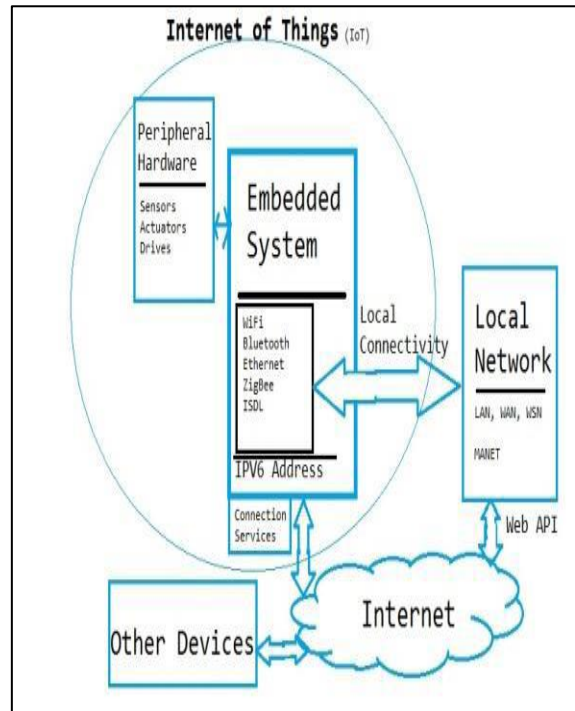 Internet of Things (IoT)
Peripheral
Hardware
Sensors
Actuators
Drives
Embedded
System
WiFi
Bluetooth
Ethernet
ZigBee
ISDL
IPV6 Address
Connection
Services
Local
Connectivity
Local
Network
LAN, WAN, WSN
MANET
Web API
Internet
Other Devices